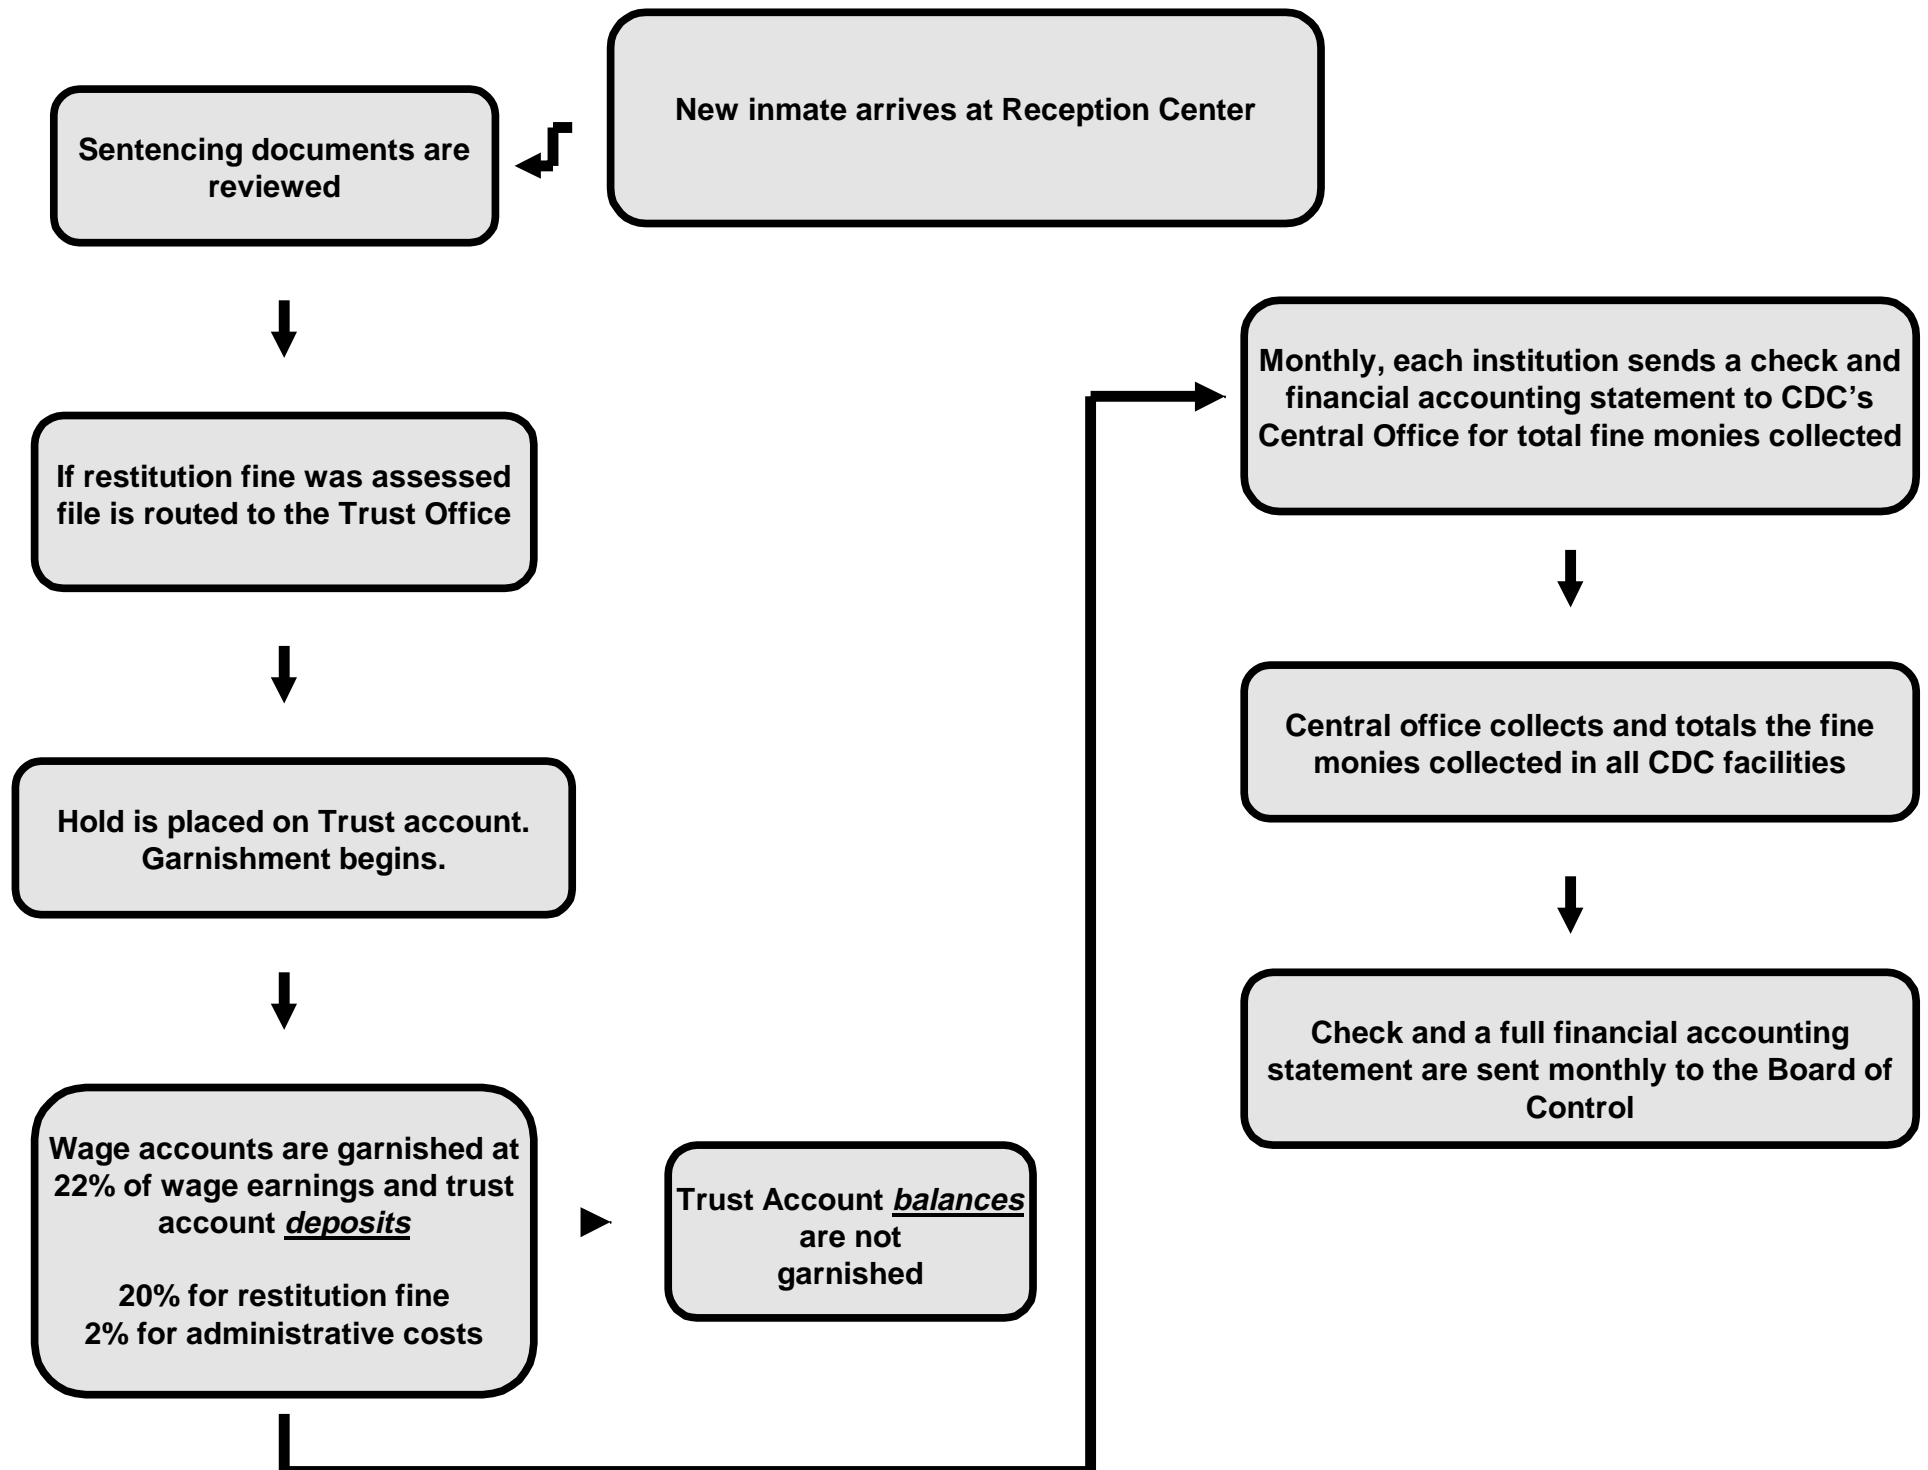 New inmate arrives at Reception Center
Sentencing documents are
reviewed
If restitution fine was assessed
file is routed to the Trust Office
Hold is placed on Trust account.
Garnishment begins.
Wage accounts are garnished at
22% of wage earnings and trust
account deposits
20% for restitution fine
2% for administrative costs
Trust Account balances
are not
garnished
Monthly, each institution sends a check and
financial accounting statement to CDC’s
Central Office for total fine monies collected
Central office collects and totals the fine
monies collected in all CDC facilities
Check and a full financial accounting
statement are sent monthly to the Board of
Control